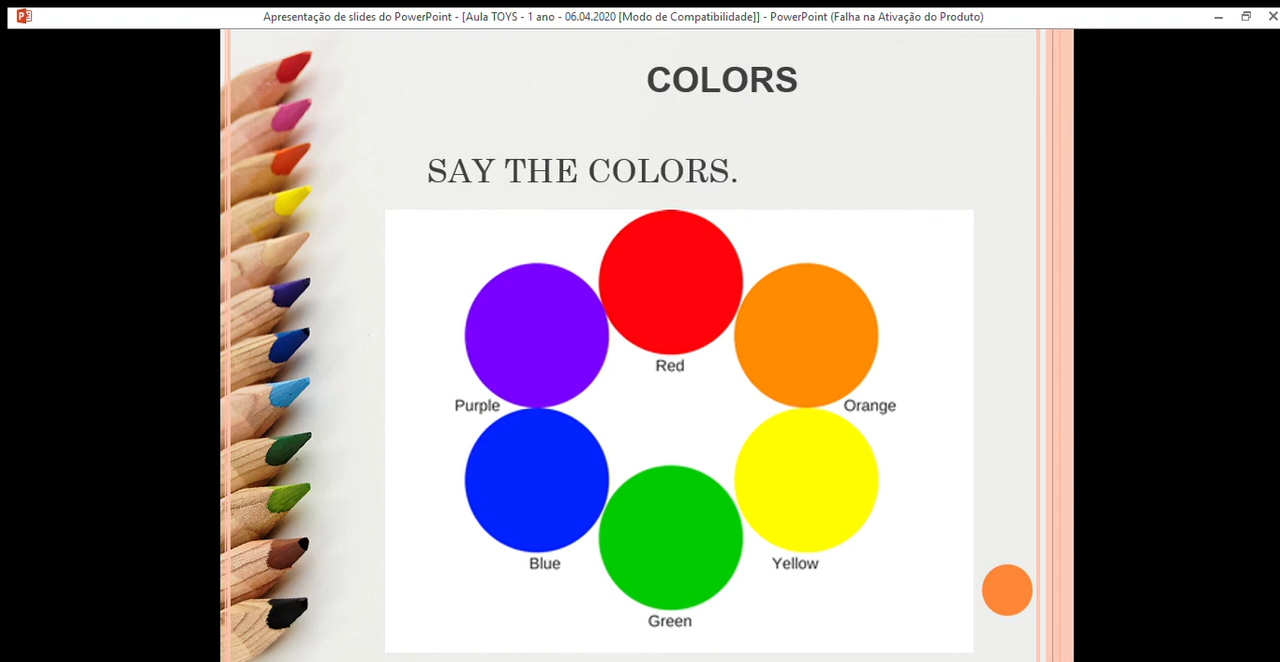 Apresentação de slides do PowerPoint - [Aula TOYS - 1 ano - 06.04.2020 [Modo de Compatibilidade]] - PowerPoint (Falha na Ativação do Produto)
COLORS
SAY THE COLORS.
Red
Purple
Orange
Blue
Yellow
Green